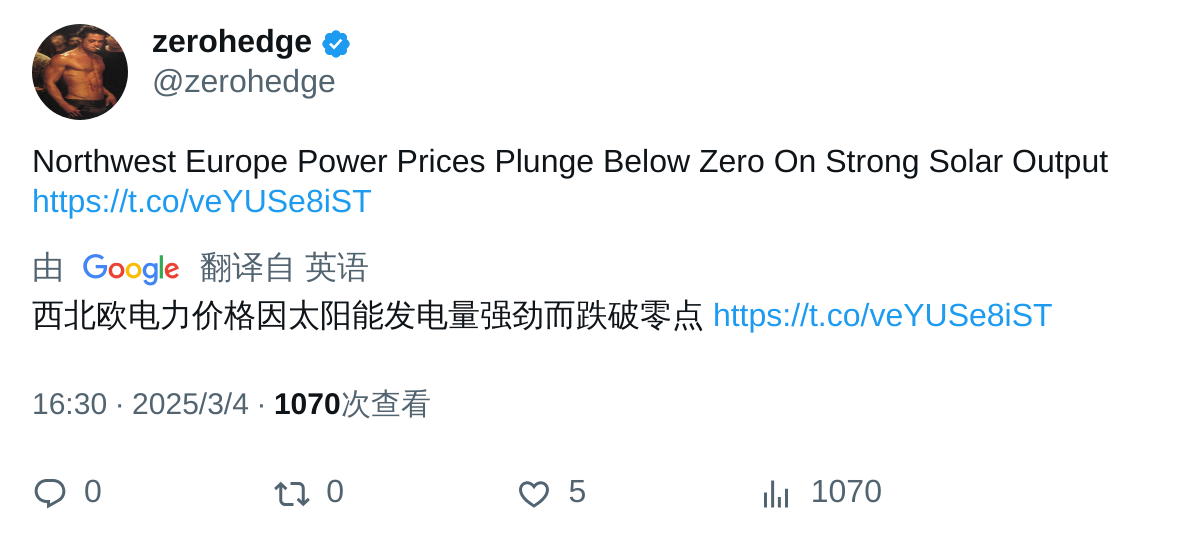 zerohedge
@zerohedge
Northwest Europe Power Prices Plunge Below Zero On Strong Solar Output
https://t.co/veYUSe8iST
由 Google 翻译自 英语
西北欧电力价格因太阳能发电量强劲而跌破零点 https://t.co/veYUSe8iST
16:30 · 2025/3/4 · 1070次查看
0 0 5 1070